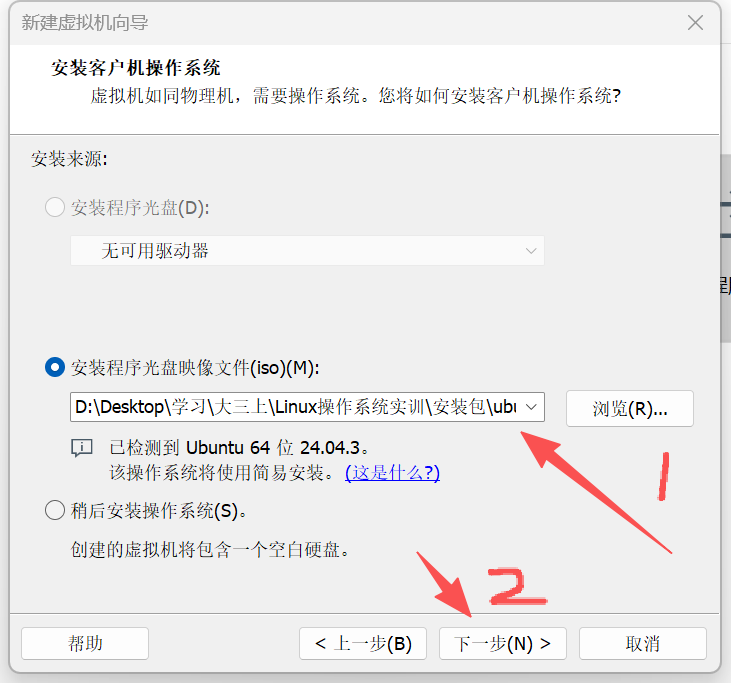 新建虚拟机向导
安装客户机操作系统
虚拟机如同物理机，需要操作系统。您将如何安装客户机操作系统?
安装来源:
安装程序光盘(D):
无可用驱动器
安装程序光盘映像文件(iso)(M):
D:\Desktop\学习\大三上\Linux操作系统实训\安装包\ubu
浏览(R)...
已检测到 Ubuntu 64 位 24.04.3。
该操作系统将使用简易安装。 (这是什么?)
1
稍后安装操作系统(S)。
创建的虚拟机将包含一个空白硬盘。
2
帮助
< 上一步(B)
下一步(N) >
取消